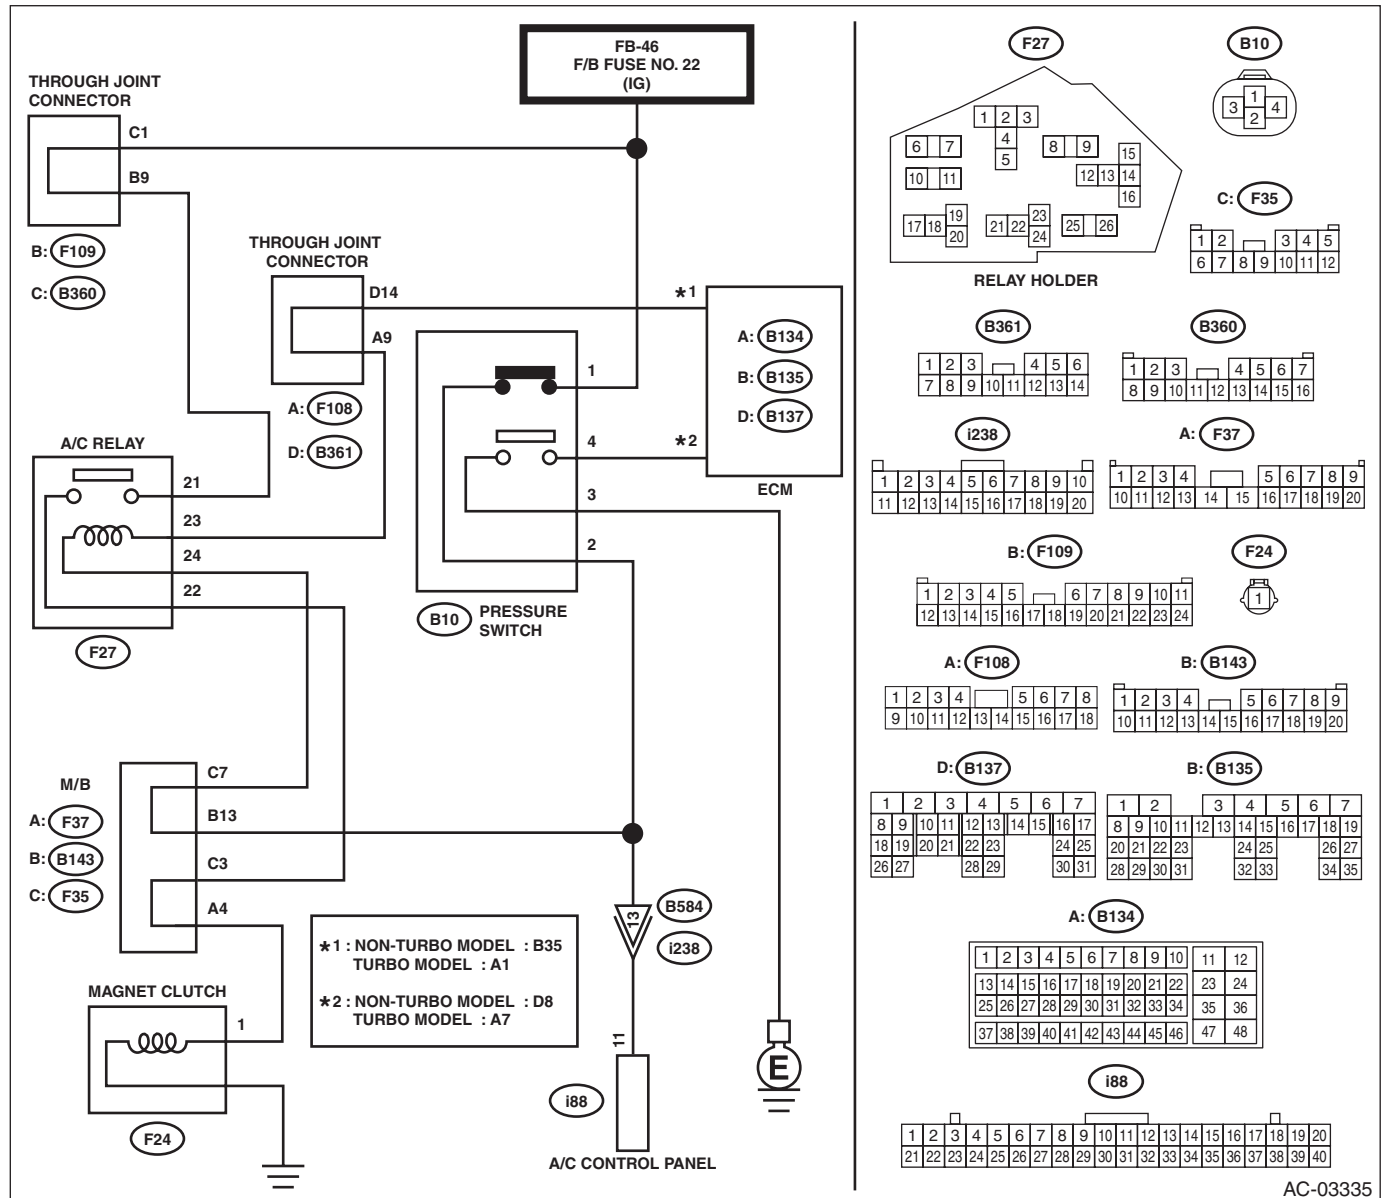 FB-46
F/B FUSE NO. 22
(IG)
THROUGH JOINT
CONNECTOR
C1
B9
B: F109
C: B360
THROUGH JOINT
CONNECTOR
D14
A9
A: F108
D: B361
*1
*2
A: B134
B: B135
D: B137
ECM
1
4
3
2
B10
PRESSURE
SWITCH
A/C RELAY
21
23
24
22
F27
M/B
A: F37
B: B143
C: F35
C7
B13
C3
A4
MAGNET CLUTCH
1
F24
*1 : NON-TURBO MODEL : B35
TURBO MODEL : A1
*2 : NON-TURBO MODEL : D8
TURBO MODEL : A7
13
B584
i238
11
i88
A/C CONTROL PANEL
E
F27
1 2 3
4
5
6 7
8 9
10 11
15
12 13 14
16
17 18 19
20
21 22 23
24
25 26
RELAY HOLDER
B10
1
3 4
2
C: F35
1 2 3 4 5
6 7 8 9 10 11 12
B361
1 2 3 4 5 6
7 8 9 10 11 12 13 14
B360
1 2 3 4 5 6 7
8 9 10 11 12 13 14 15 16
i238
1 2 3 4 5 6 7 8 9 10
11 12 13 14 15 16 17 18 19 20
A: F37
1 2 3 4 5 6 7 8 9
10 11 12 13 14 15 16 17 18 19 20
B: F109
1 2 3 4 5 6 7 8 9 10 11
12 13 14 15 16 17 18 19 20 21 22 23 24
F24
1
A: F108
1 2 3 4 5 6 7 8
9 10 11 12 13 14 15 16 17 18
B: B143
1 2 3 4 5 6 7 8 9
10 11 12 13 14 15 16 17 18 19 20
D: B137
1 2 3 4 5 6 7
8 9 10 11 12 13 14 15 16 17
18 19 20 21 22 23 24 25
26 27 28 29 30 31
B: B135
1 2 3 4 5 6 7
8 9 10 11 12 13 14 15 16 17 18 19
20 21 22 23 24 25 26 27
28 29 30 31 32 33 34 35
A: B134
1 2 3 4 5 6 7 8 9 10 11 12
13 14 15 16 17 18 19 20 21 22 23 24
25 26 27 28 29 30 31 32 33 34 35 36
37 38 39 40 41 42 43 44 45 46 47 48
i88
1 2 3 4 5 6 7 8 9 10 11 12 13 14 15 16 17 18 19 20
21 22 23 24 25 26 27 28 29 30 31 32 33 34 35 36 37 38 39 40
AC-03335